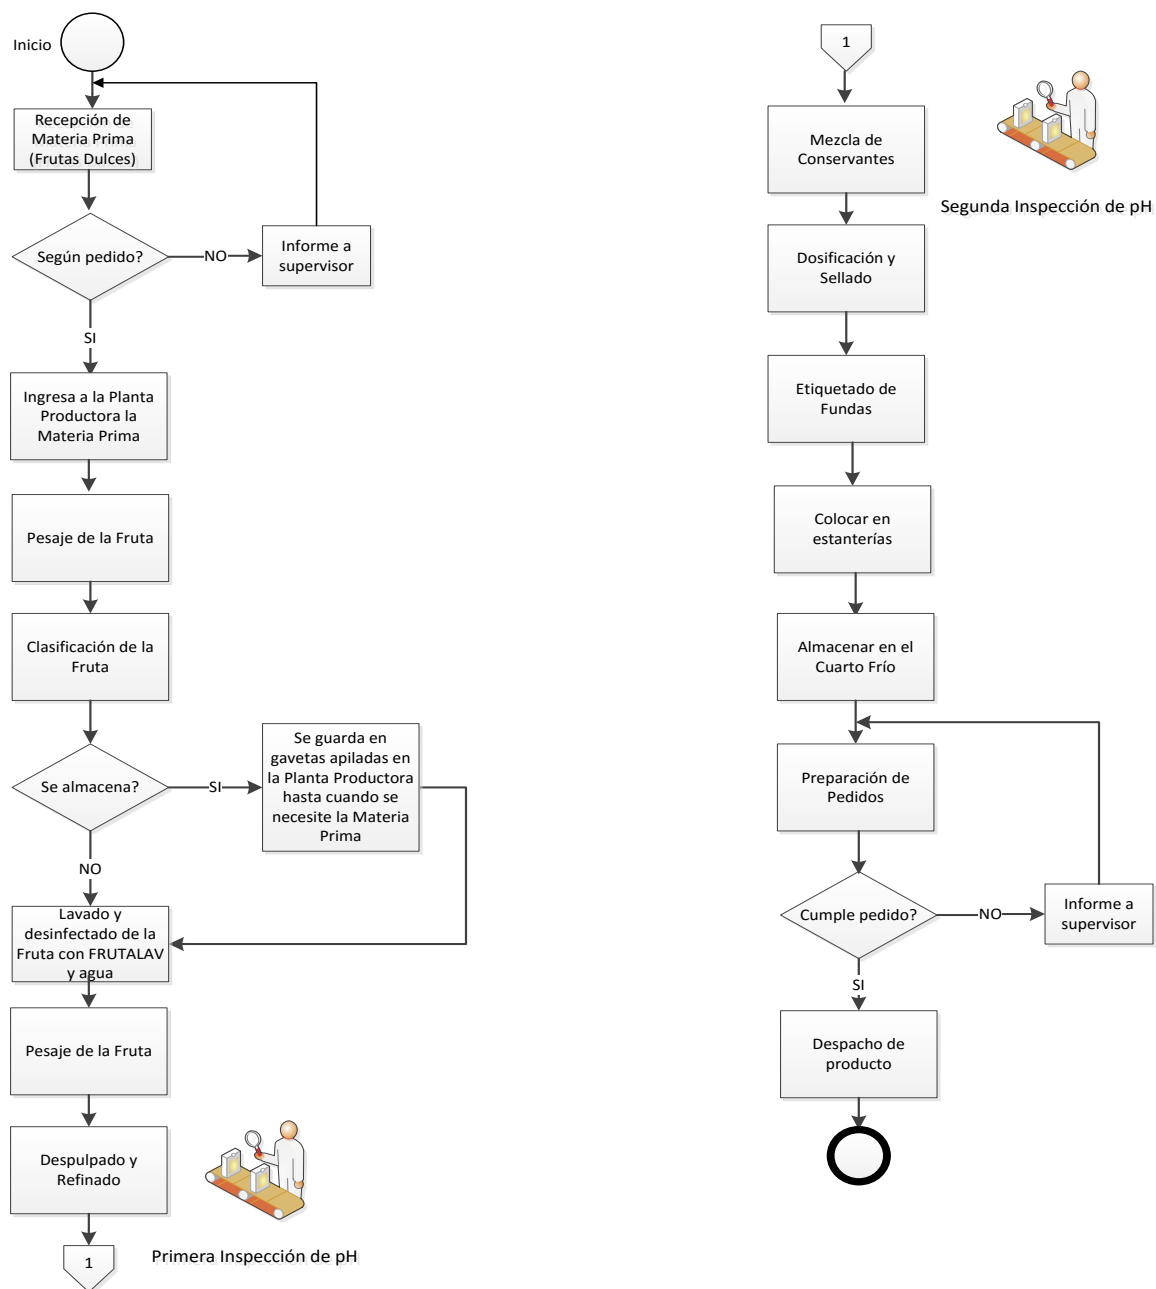 Inicio
Recepción de
Materia Prima
(Frutas Dulces)
Según pedido?
NO
Informe a
supervisor
SI
Ingresa a la Planta
Productora la
Materia Prima
Pesaje de la Fruta
Clasificación de la
Fruta
Se almacena?
SI
Se guarda en
gavetas apiladas en
la Planta Productora
hasta cuando se
necesite la Materia
Prima
NO
Lavado y
desinfectado de la
Fruta con FRUTALAV
y agua
Pesaje de la Fruta
Despulpado y
Refinado
Primera Inspección de pH
1
1
Mezcla de
Conservantes
Segunda Inspección de pH
Dosificación y
Sellado
Etiquetado de
Fundas
Colocar en
estanterías
Almacenar en el
Cuarto Frío
Preparación de
Pedidos
Cumple pedido?
NO
Informe a
supervisor
SI
Despacho de
producto